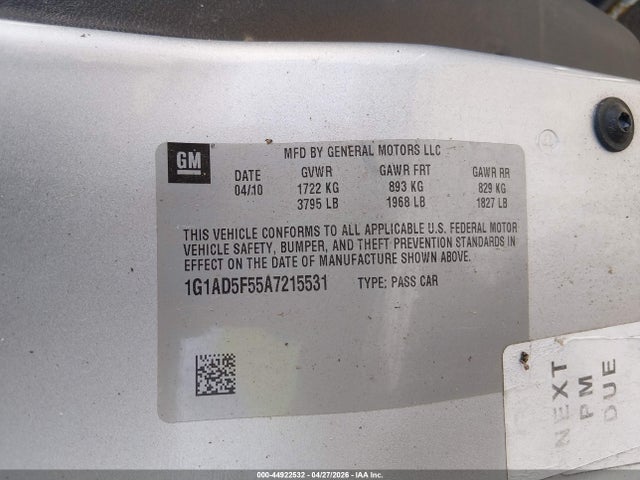 GM
MFD BY GENERAL MOTORS LLC
DATE GVWR GAWR FRT GAWR RR
04/10 1722 KG 893 KG 829 KG
3795 LB 1968 LB 1827 LB
THIS VEHICLE CONFORMS TO ALL APPLICABLE U.S. FEDERAL MOTOR
VEHICLE SAFETY, BUMPER, AND THEFT PREVENTION STANDARDS IN
EFFECT ON THE DATE OF MANUFACTURE SHOWN ABOVE.
1G1AD5F55A7215531 TYPE: PASS CAR
NEXT
PM
DUE
000-44922532 - 04/27/2026 - IAA Inc.